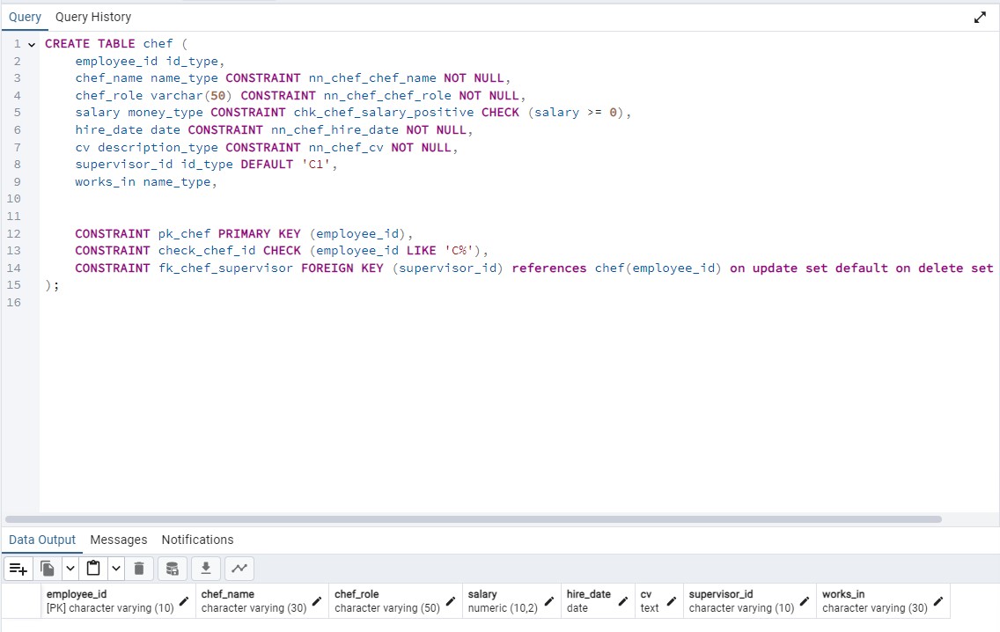 Query Query History
1 CREATE TABLE chef (
2 employee_id id_type,
3 chef_name name_type CONSTRAINT nn_chef_chef_name NOT NULL,
4 chef_role varchar(50) CONSTRAINT nn_chef_chef_role NOT NULL,
5 salary money_type CONSTRAINT chk_chef_salary_positive CHECK (salary >= 0),
6 hire_date date CONSTRAINT nn_chef_hire_date NOT NULL,
7 cv description_type CONSTRAINT nn_chef_cv NOT NULL,
8 supervisor_id id_type DEFAULT 'C1',
9 works_in name_type,
10
11
12 CONSTRAINT pk_chef PRIMARY KEY (employee_id),
13 CONSTRAINT check_chef_id CHECK (employee_id LIKE 'C%'),
14 CONSTRAINT fk_chef_supervisor FOREIGN KEY (supervisor_id) references chef(employee_id) on update set default on delete set
15 );
16
Data Output Messages Notifications
employee_id chef_name chef_role salary hire_date cv supervisor_id works_in
[PK] character varying (10) character varying (30) character varying (50) numeric (10,2) date text character varying (10) character varying (30)